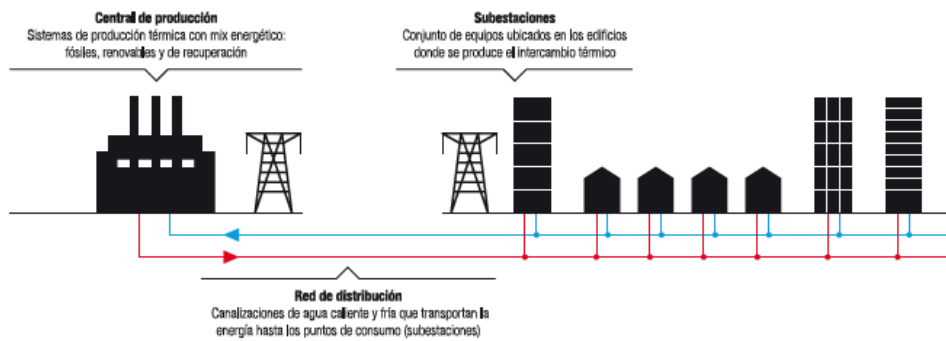 Central de producción
Sistemas de producción térmica con mix energético:
fósiles, renovables y de recuperación
Subestaciones
Conjunto de equipos ubicados en los edificios
donde se produce el intercambio térmico
Red de distribución
Canalizaciones de agua caliente y fría que transportan la
energía hasta los puntos de consumo (subestaciones)